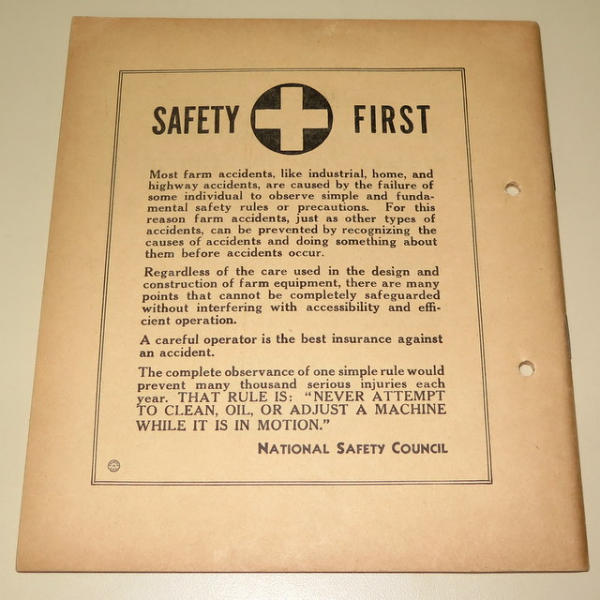 SAFETY FIRST
Most farm accidents, like industrial, home, and
highway accidents, are caused by the failure of
some individual to observe simple and funda-
mental safety rules or precautions. For this
reason farm accidents, just as other types of
accidents, can be prevented by recognizing the
causes of accidents and doing something about
them before accidents occur.
Regardless of the care used in the design and
construction of farm equipment, there are many
points that cannot be completely safeguarded
without interfering with accessibility and effi-
cient operation.
A careful operator is the best insurance against
an accident.
The complete observance of one simple rule would
prevent many thousand serious injuries each
year. THAT RULE IS: "NEVER ATTEMPT
TO CLEAN, OIL, OR ADJUST A MACHINE
WHILE IT IS IN MOTION."
NATIONAL SAFETY COUNCIL